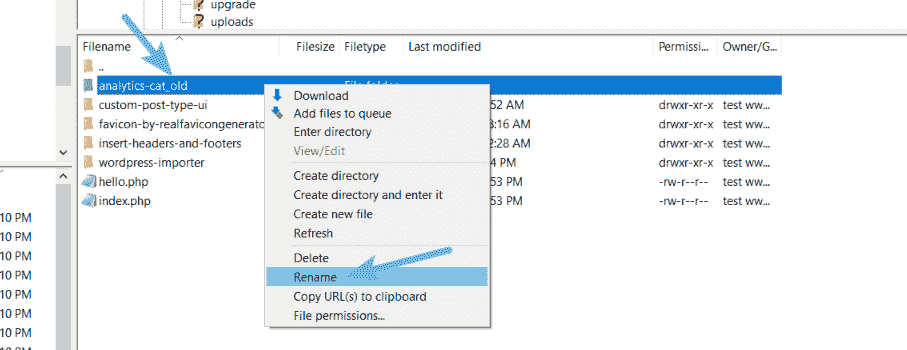 upgrade
uploads
Filename Filesize Filetype Last modified Permissi... Owner/G...
..
analytics-cat_old File folder
custom-post-type-ui 52 AM drwxr-xr-x test ww...
favicon-by-realfavicongenerato 8:16 AM drwxr-xr-x test ww...
insert-headers-and-footers 2:28 AM drwxr-xr-x test ww...
wordpress-importer 4 PM drwxr-xr-x test ww...
hello.php 53 PM -rw-r--r-- test ww...
index.php 53 PM -rw-r--r-- test ww...
Download
Add files to queue
Enter directory
View/Edit
Create directory
Create directory and enter it
Create new file
Refresh
Delete
Rename
Copy URL(s) to clipboard
File permissions...
10 PM
10 PM
10 PM
10 PM
10 PM
10 PM
10 PM